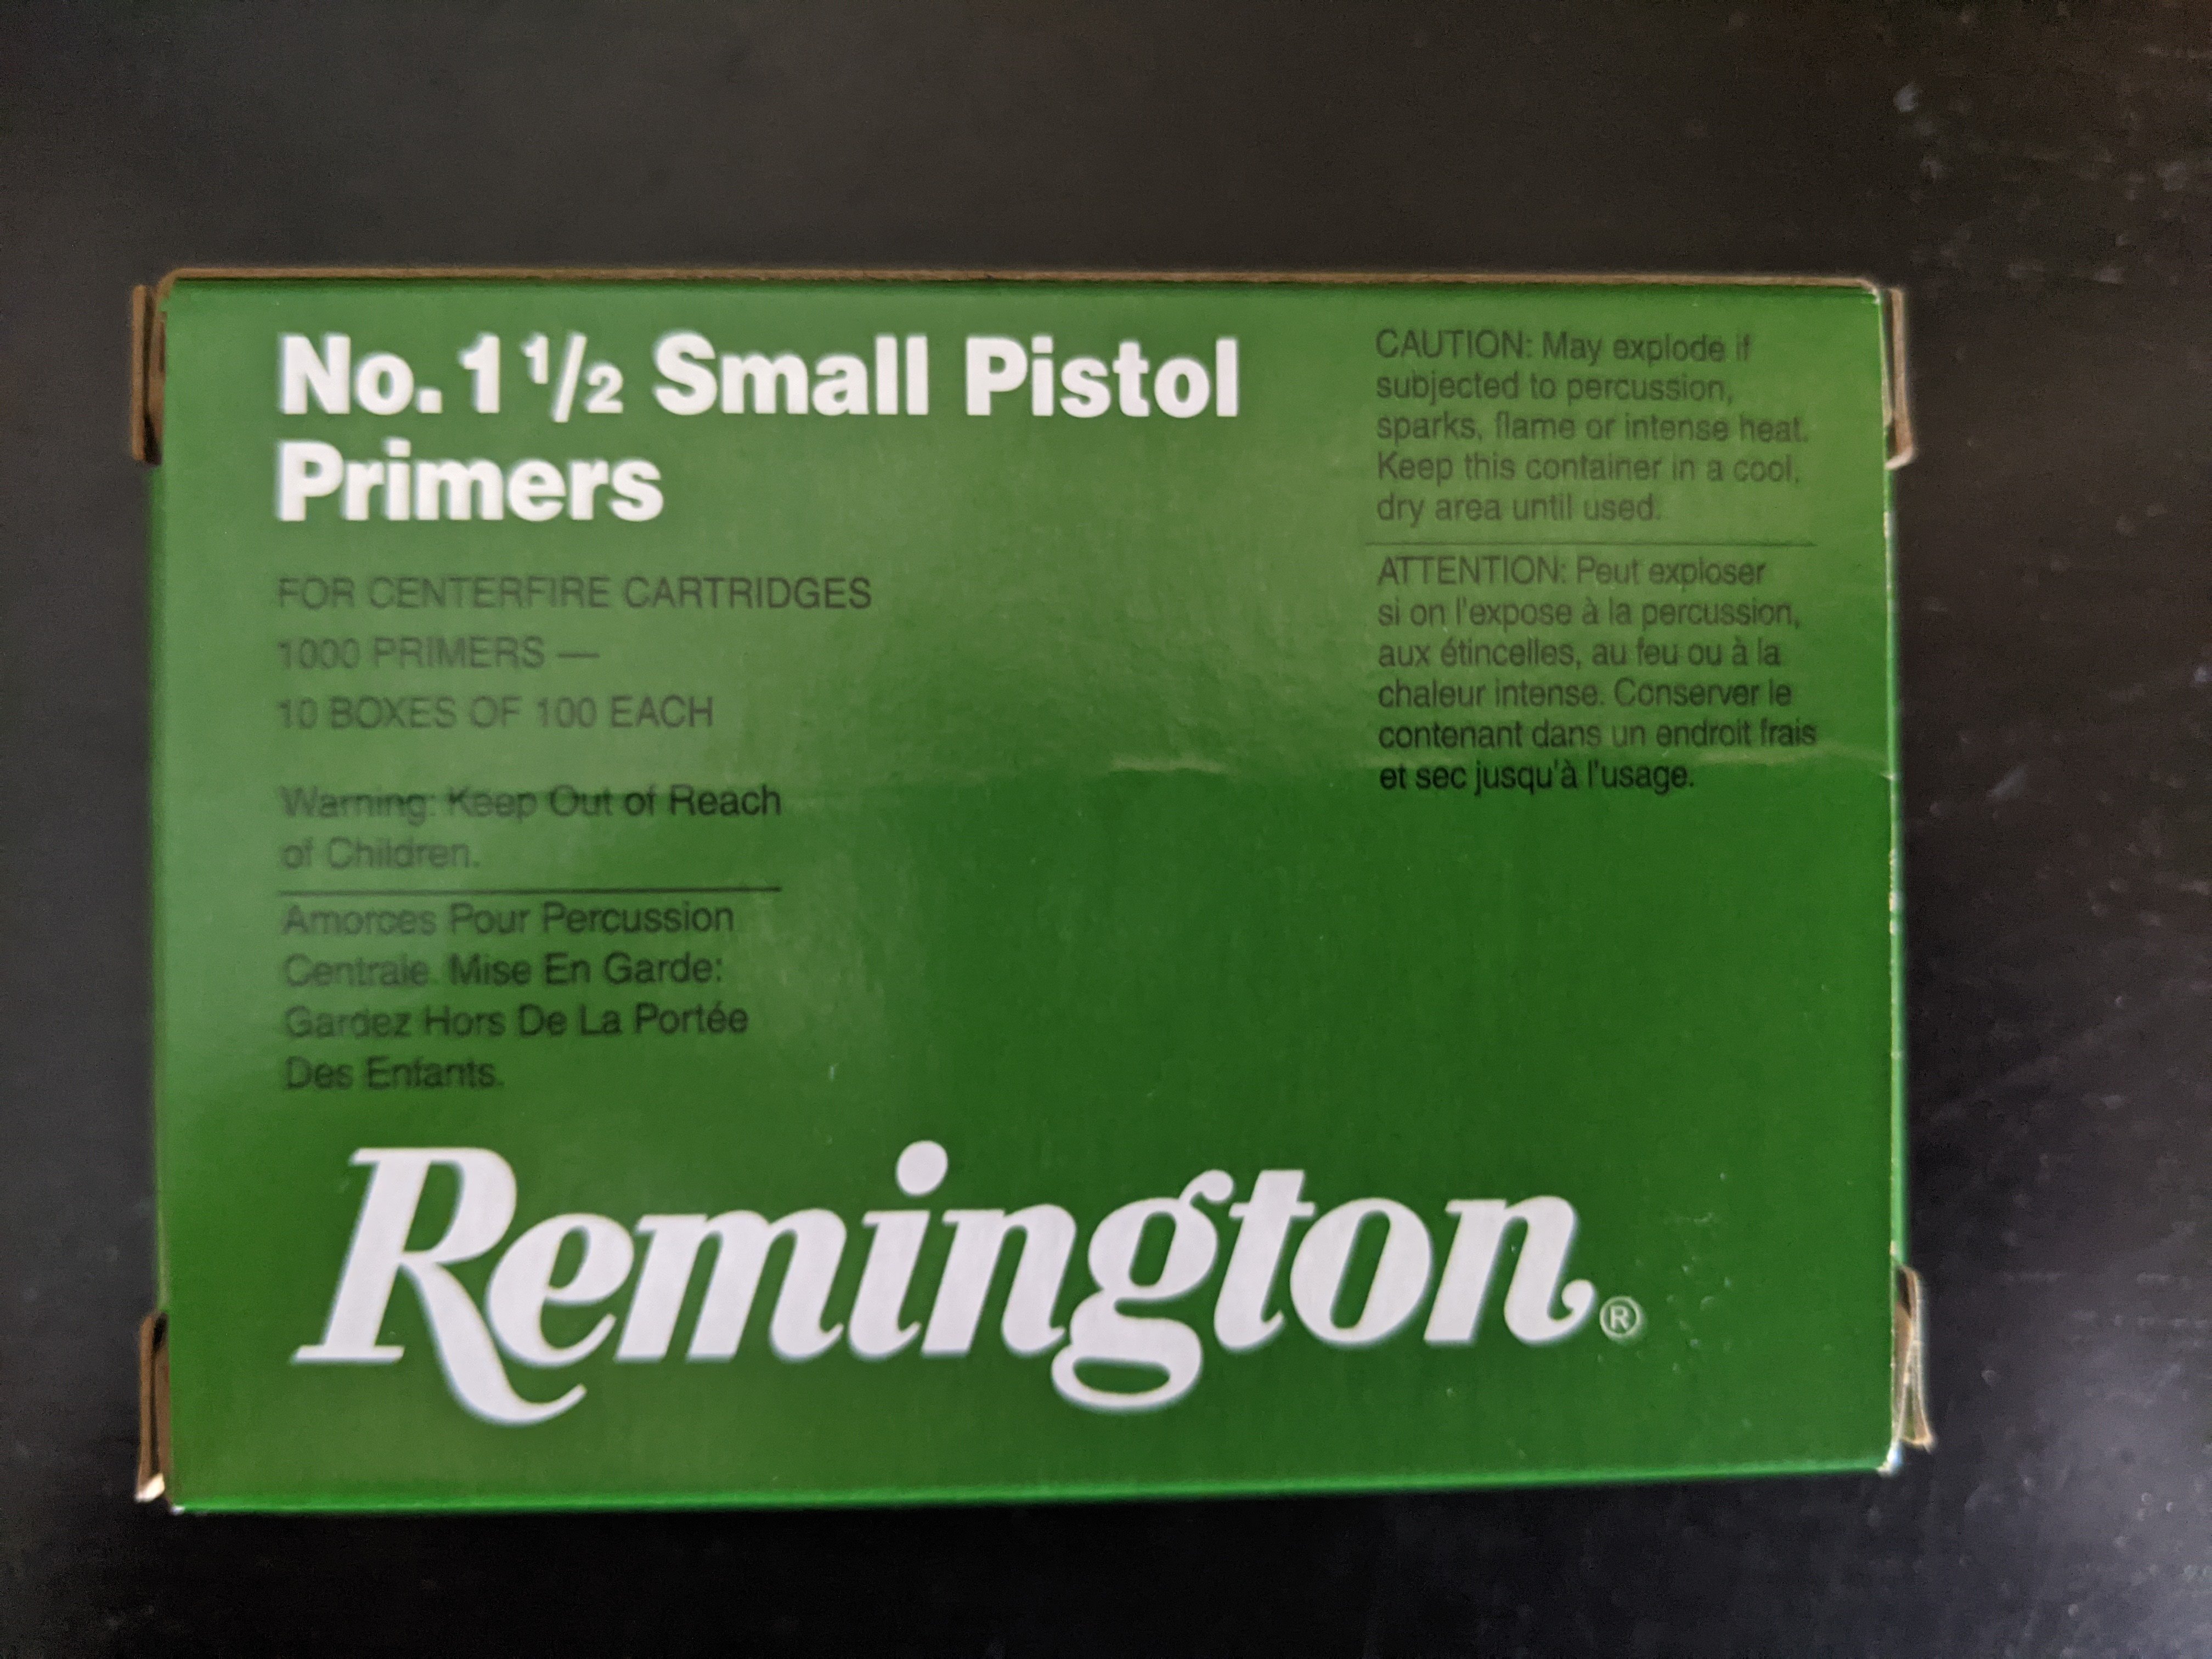 No. 1 1/2 Small Pistol
Primers
FOR CENTERFIRE CARTRIDGES
1000 PRIMERS —
10 BOXES OF 100 EACH
Warning: Keep Out of Reach
of Children.
Amorces Pour Percussion
Centrale. Mise En Garde:
Gardez Hors De La Portée
Des Enfants.
CAUTION: May explode if
subjected to percussion,
sparks, flame or intense heat.
Keep this container in a cool,
dry area until used.
ATTENTION: Peut exploser
si on l'expose à la percussion,
aux étincelles, au feu ou à la
chaleur intense. Conserver le
contenant dans un endroit frais
et sec jusqu'à l'usage.
Remington®